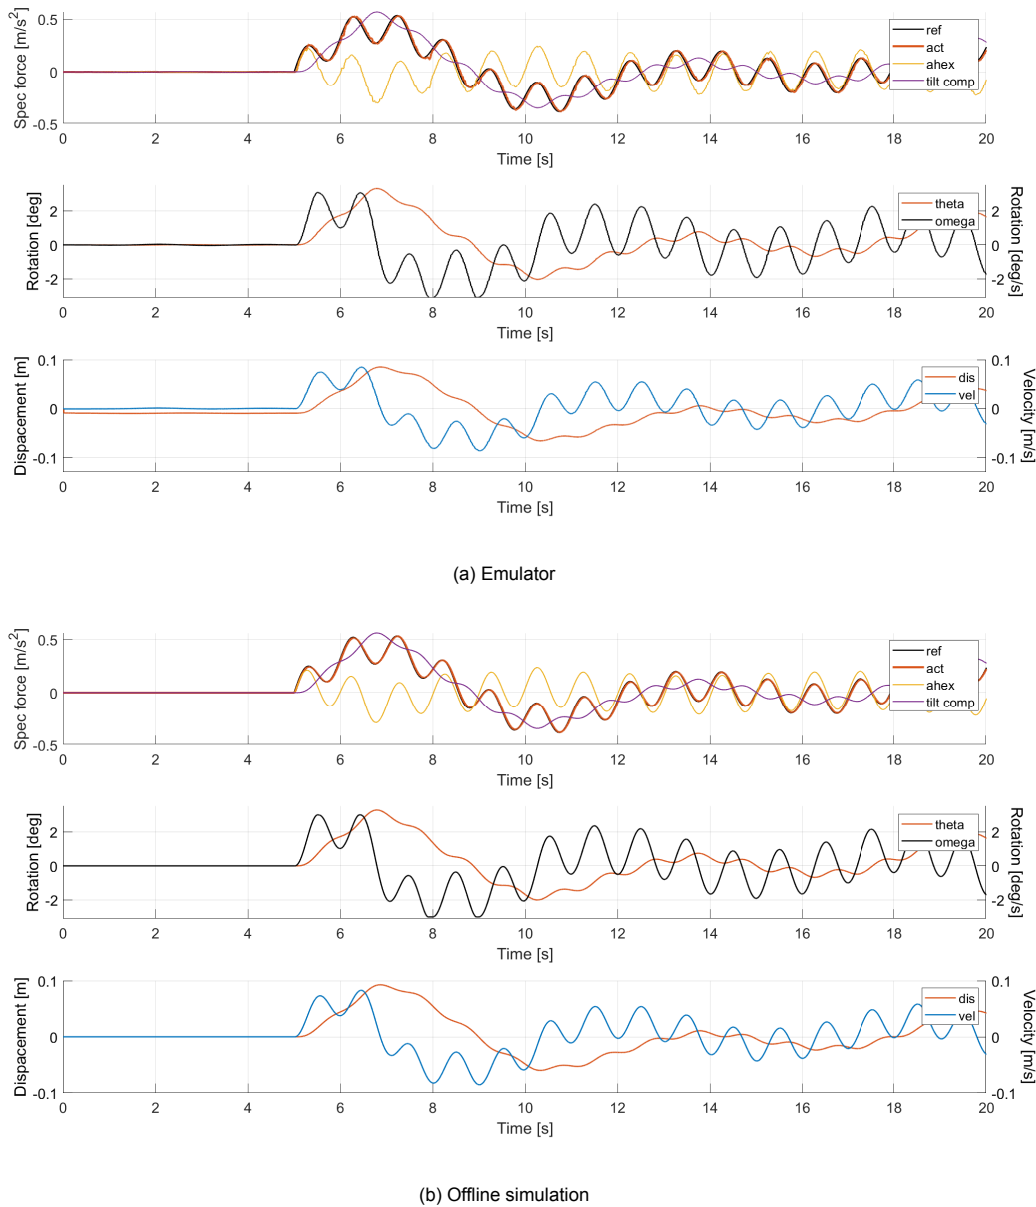 Spec force [m/s²]
0.5
0
-0.5
ref
act
ahex
tilt comp
0 2 4 6 8 10 12 14 16 18 20
Time [s]
Rotation [deg]
2
0
-2
theta
omega
Rotation [deg/s]
2
0
-2
0 2 4 6 8 10 12 14 16 18 20
Time [s]
Dispacement [m]
0.1
0
-0.1
dis
vel
Velocity [m/s]
0.1
0
-0.1
0 2 4 6 8 10 12 14 16 18 20
Time [s]
(a) Emulator
Spec force [m/s²]
0.5
0
-0.5
ref
act
ahex
tilt comp
0 2 4 6 8 10 12 14 16 18 20
Time [s]
Rotation [deg]
2
0
-2
theta
omega
Rotation [deg/s]
2
0
-2
0 2 4 6 8 10 12 14 16 18 20
Time [s]
Dispacement [m]
0.1
0
-0.1
dis
vel
Velocity [m/s]
0.1
0
-0.1
0 2 4 6 8 10 12 14 16 18 20
Time [s]
(b) Offline simulation